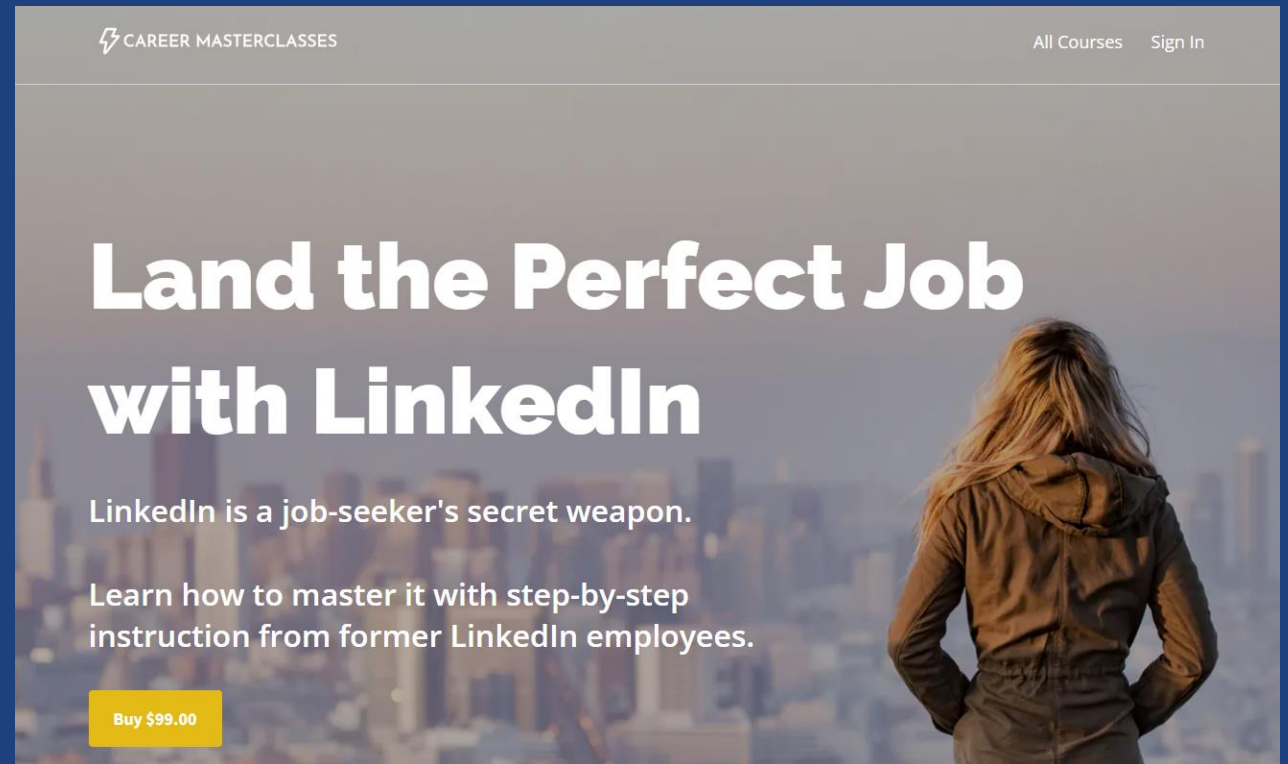 CAREER MASTERCLASSES
All Courses
Sign In
Land the Perfect Job
with LinkedIn
LinkedIn is a job-seeker's secret weapon.
Learn how to master it with step-by-step
instruction from former LinkedIn employees.
Buy $99.00